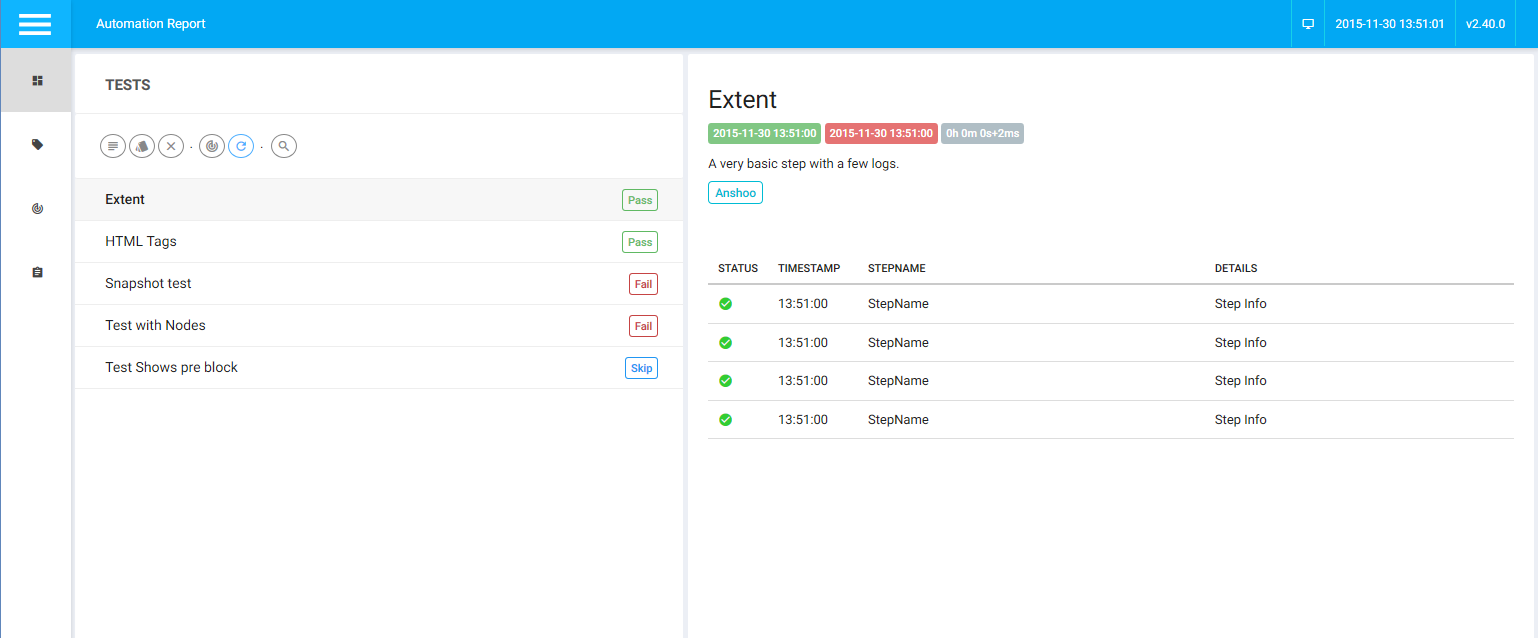 Automation Report
2015-11-30 13:51:01
v2.40.0
TESTS
Extent Pass
HTML Tags Pass
Snapshot test Fail
Test with Nodes Fail
Test Shows pre block Skip
Extent
2015-11-30 13:51:00 2015-11-30 13:51:00 0h 0m 0s+2ms
A very basic step with a few logs.
Anshoo
STATUS TIMESTAMP STEPNAME DETAILS
13:51:00 StepName Step Info
13:51:00 StepName Step Info
13:51:00 StepName Step Info
13:51:00 StepName Step Info